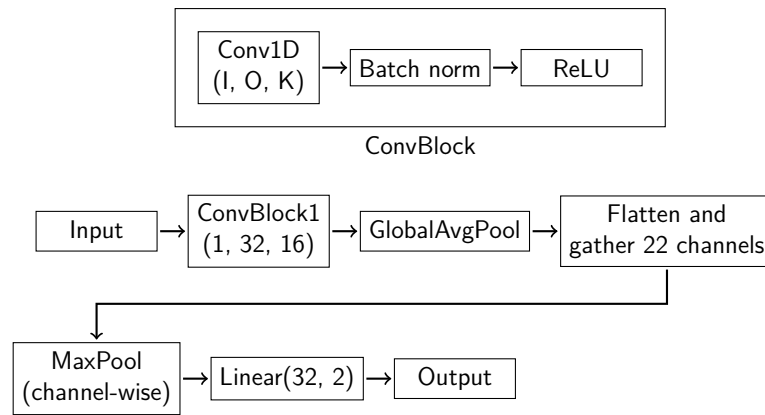 Conv1D
(I, O, K)
Batch norm
ReLU
ConvBlock
Input
ConvBlock1
(1, 32, 16)
GlobalAvgPool
Flatten and
gather 22 channels
MaxPool
(channel-wise)
Linear(32, 2)
Output